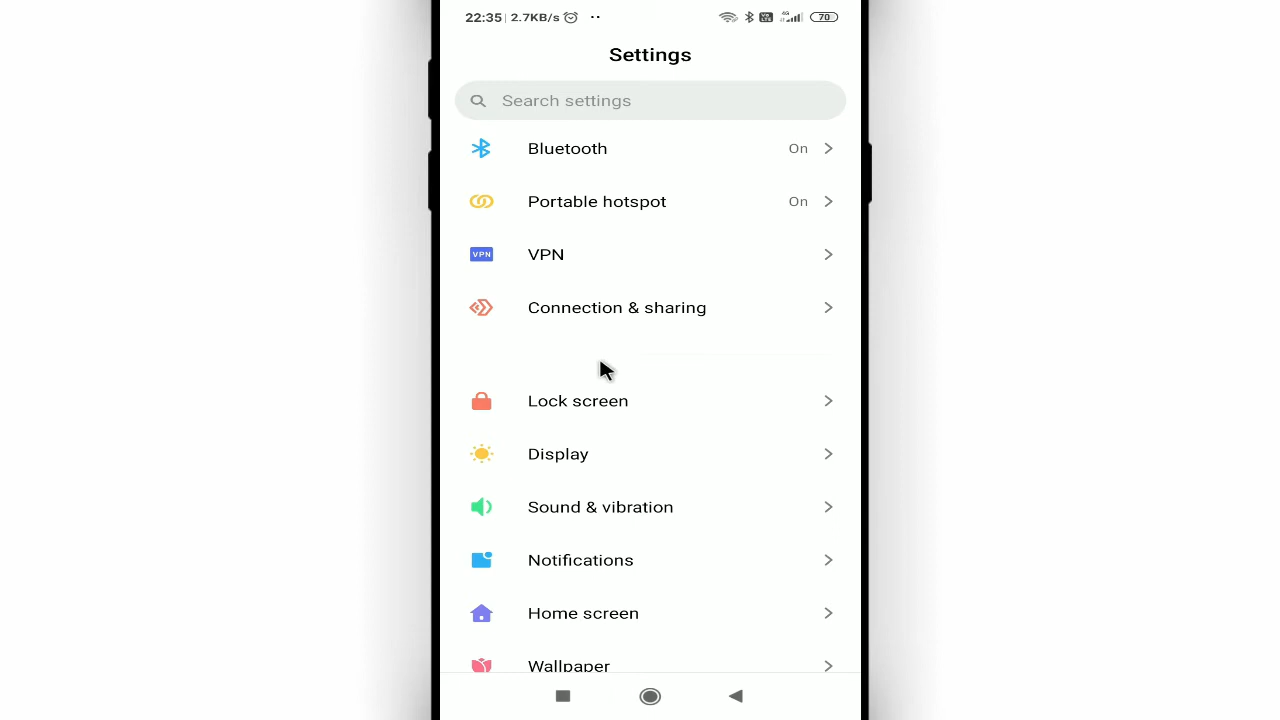 22:35 2.7KB/s
4G 70
Settings
Search settings
Bluetooth On
Portable hotspot On
VPN VPN
Connection & sharing
Lock screen
Display
Sound & vibration
Notifications
Home screen
Wallpaper